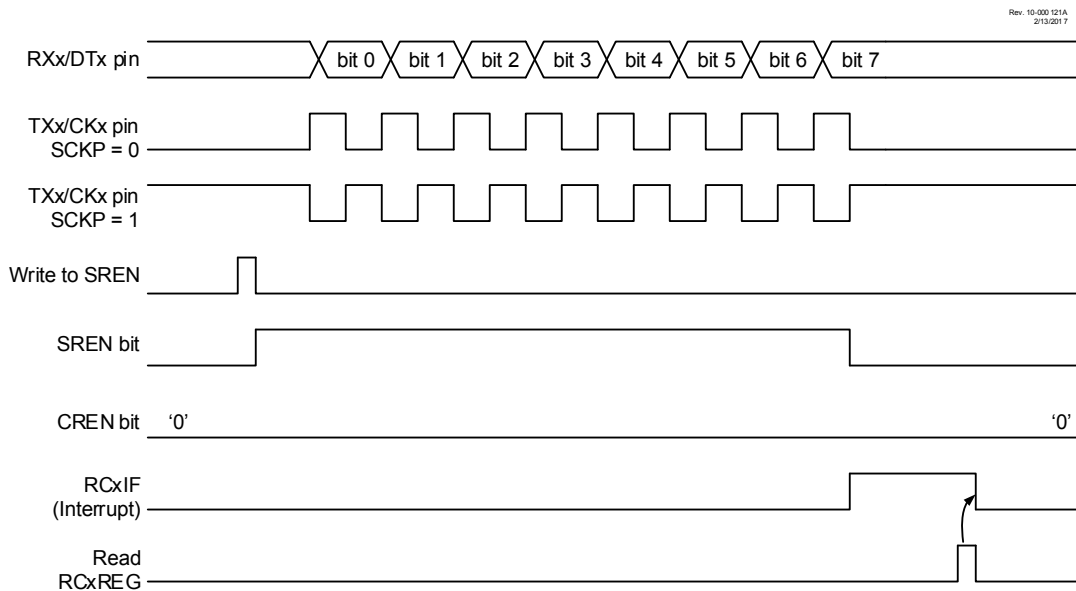 Rev. 10-000 121A
2/13/2017
RXx/DTx pin
bit 0 bit 1 bit 2 bit 3 bit 4 bit 5 bit 6 bit 7
TXx/CKx pin
SCKP = 0
TXx/CKx pin
SCKP = 1
Write to SREN
SREN bit
CREN bit ‘0’ ‘0’
RCxIF
(Interrupt)
Read
RCxREG